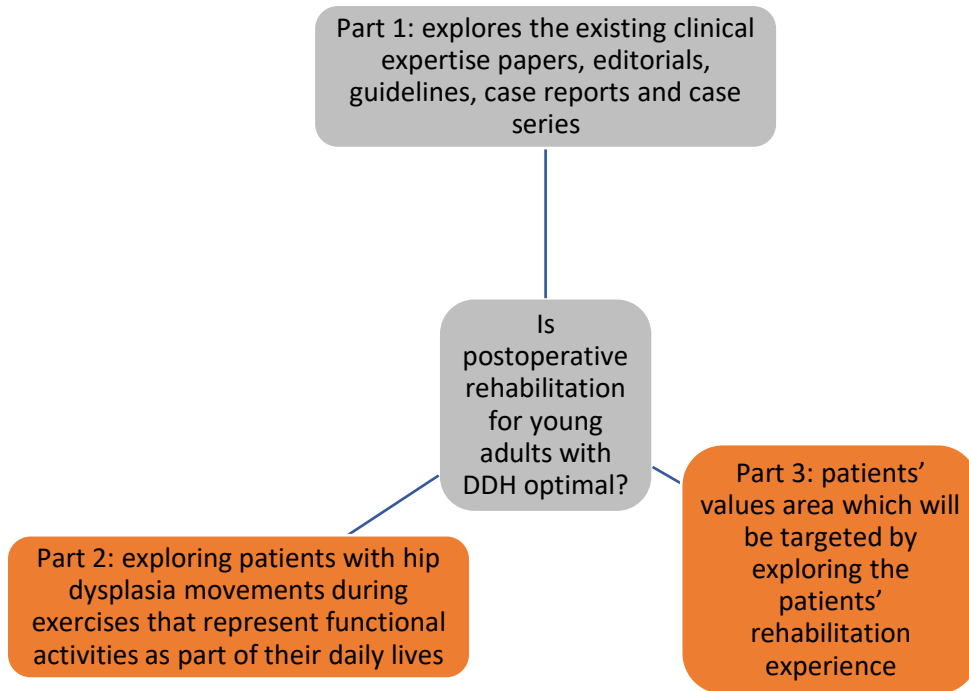 Part 1: explores the existing clinical
expertise papers, editorials,
guidelines, case reports and case
series
Is
postoperative
rehabilitation
for young
adults with
DDH optimal?
Part 2: exploring patients with hip
dysplasia movements during
exercises that represent functional
activities as part of their daily lives
Part 3: patients’
values area which will
be targeted by
exploring the
patients’
rehabilitation
experience